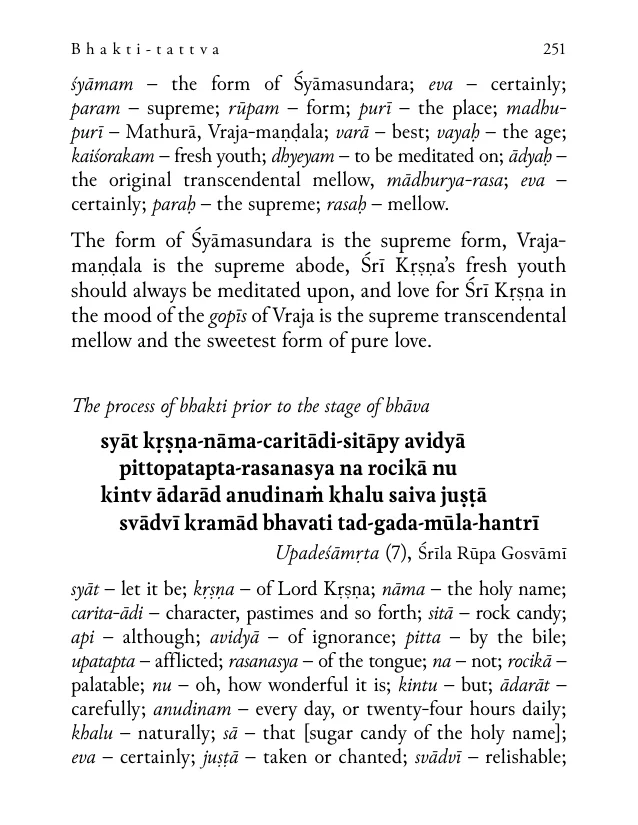 Bhakti-tattva 251
śyāmam – the form of Śyāmasundara; eva – certainly;
param – supreme; rūpam – form; purī – the place; madhu-
purī – Mathurā, Vraja-maṇḍala; varā – best; vayaḥ – the age;
kaiśorakam – fresh youth; dhyeyam – to be meditated on; ādyaḥ –
the original transcendental mellow, mādhurya-rasa; eva –
certainly; paraḥ – the supreme; rasaḥ – mellow.
The form of Śyāmasundara is the supreme form, Vraja-
maṇḍala is the supreme abode, Śrī Kṛṣṇa’s fresh youth
should always be meditated upon, and love for Śrī Kṛṣṇa in
the mood of the gopīs of Vraja is the supreme transcendental
mellow and the sweetest form of pure love.
The process of bhakti prior to the stage of bhāva
syāt kṛṣṇa-nāma-caritādi-sitāpy avidyā
pittopatapta-rasanasya na rocikā nu
kintv ādarād anudinaṁ khalu saiva juṣṭā
svādvī kramād bhavati tad-gada-mūla-hantrī
Upadeśāmṛta (7), Śrīla Rūpa Gosvāmī
syāt – let it be; kṛṣṇa – of Lord Kṛṣṇa; nāma – the holy name;
carita-ādi – character, pastimes and so forth; sitā – rock candy;
api – although; avidyā – of ignorance; pitta – by the bile;
upatapta – afflicted; rasanasya – of the tongue; na – not; rocikā –
palatable; nu – oh, how wonderful it is; kintu – but; ādarāt –
carefully; anudinam – every day, or twenty-four hours daily;
khalu – naturally; sā – that [sugar candy of the holy name];
eva – certainly; juṣṭā – taken or chanted; svādvī – relishable;